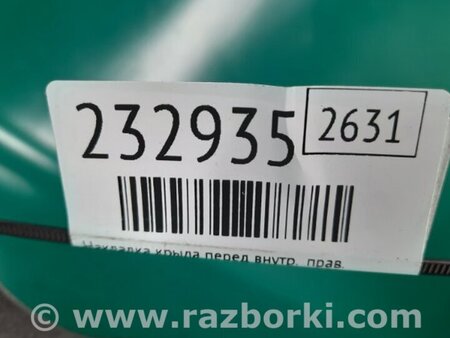 232935 2631
Накладка крыла перед внутр. прав.
© www.razborki.com